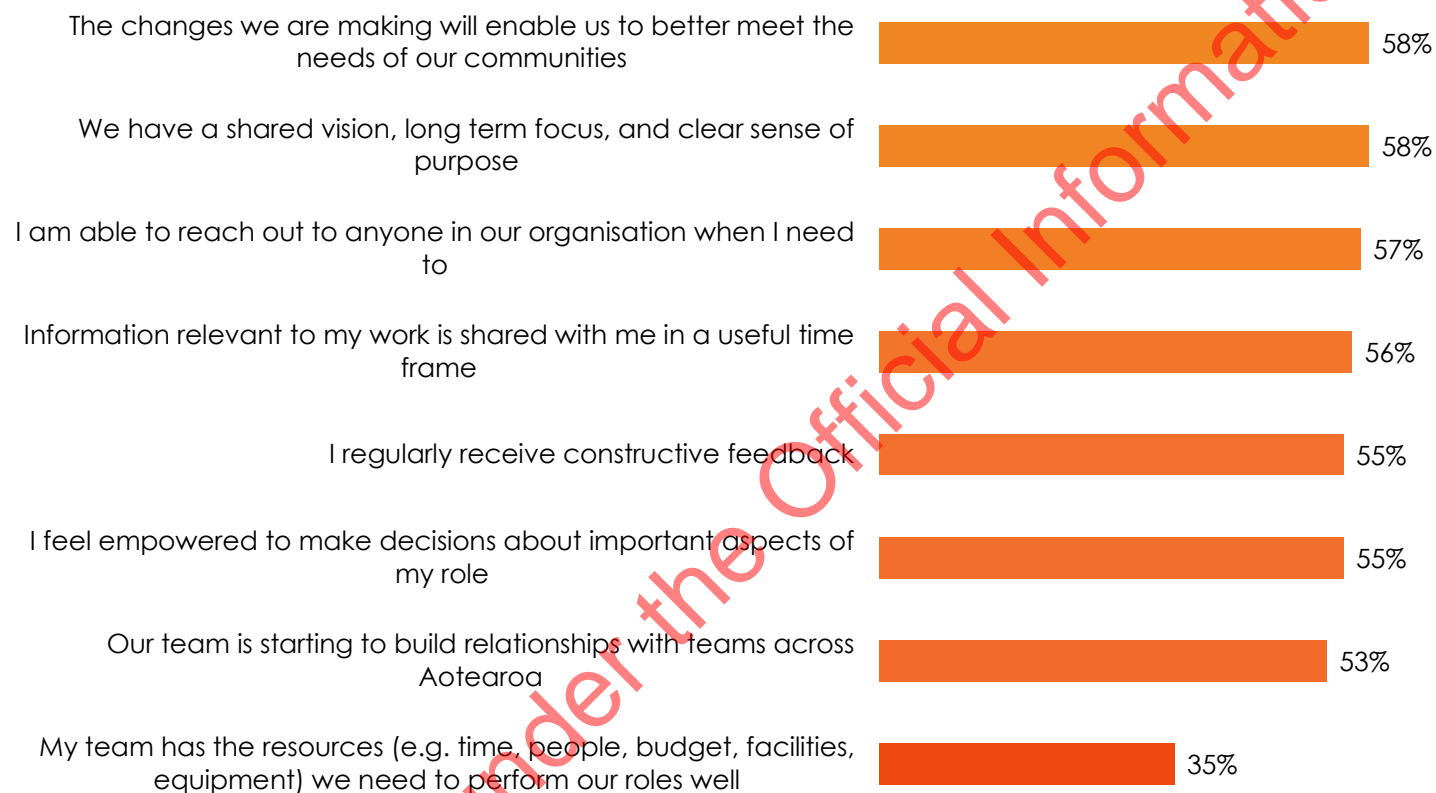 The changes we are making will enable us to better meet the
needs of our communities
58%
We have a shared vision, long term focus, and clear sense of
purpose
58%
I am able to reach out to anyone in our organisation when I need
to
57%
Information relevant to my work is shared with me in a useful time
frame
56%
I regularly receive constructive feedback
55%
I feel empowered to make decisions about important aspects of
my role
55%
Our team is starting to build relationships with teams across
Aotearoa
53%
My team has the resources (e.g. time, people, budget, facilities,
equipment) we need to perform our roles well
35%
the Official